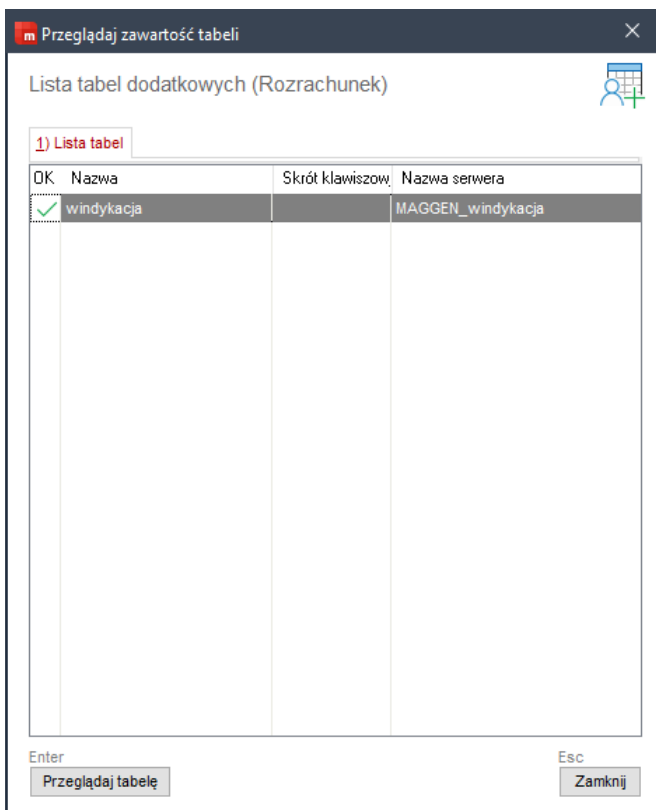 m Przeglądaj zawartość tabeli
Lista tabel dodatkowych (Rozrachunek)
1) Lista tabel
OK Nazwa Skrót klawiszow, Nazwa serwera
windykacja MAGGEN_windykacja
Enter Esc
Przeglądaj tabelę Zamknij